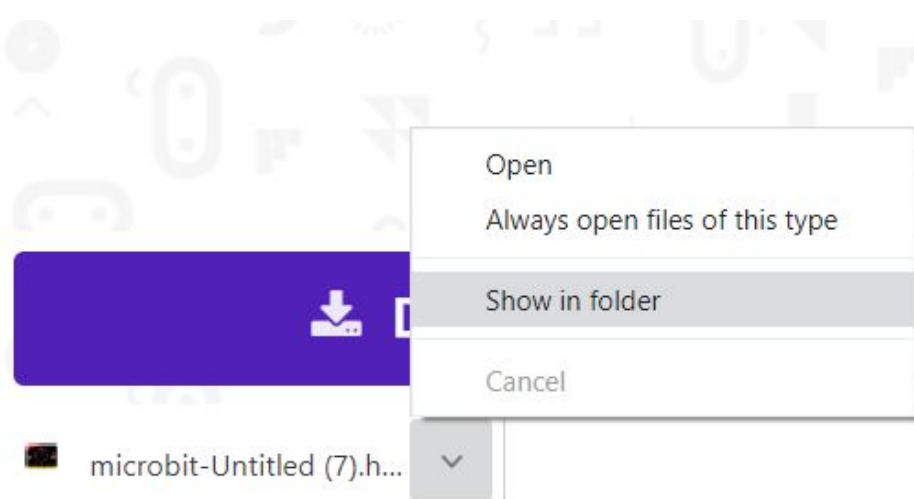 Open
Always open files of this type
Show in folder
Cancel
microbit-Untitled (7).h...